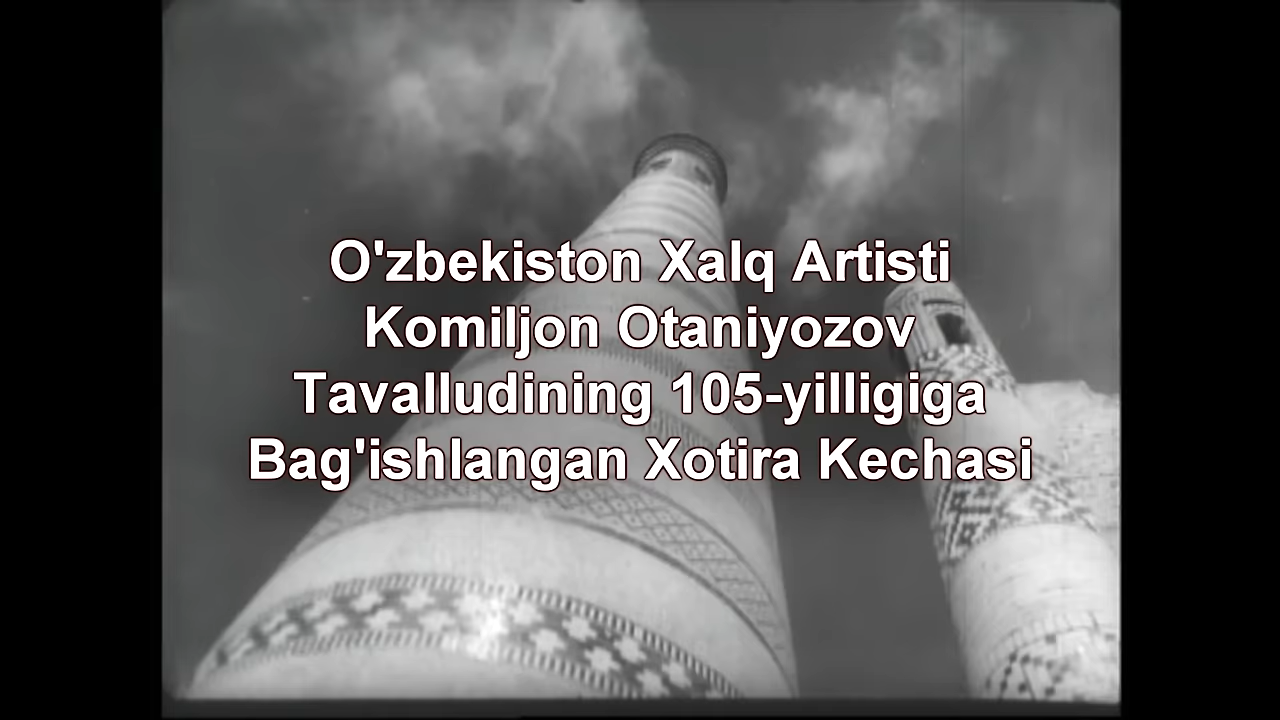 O'zbekiston Xalq Artisti
Komiljon Otaniyozov
Tavalludining 105-yilligiga
Bag'ishlangan Xotira Kechasi